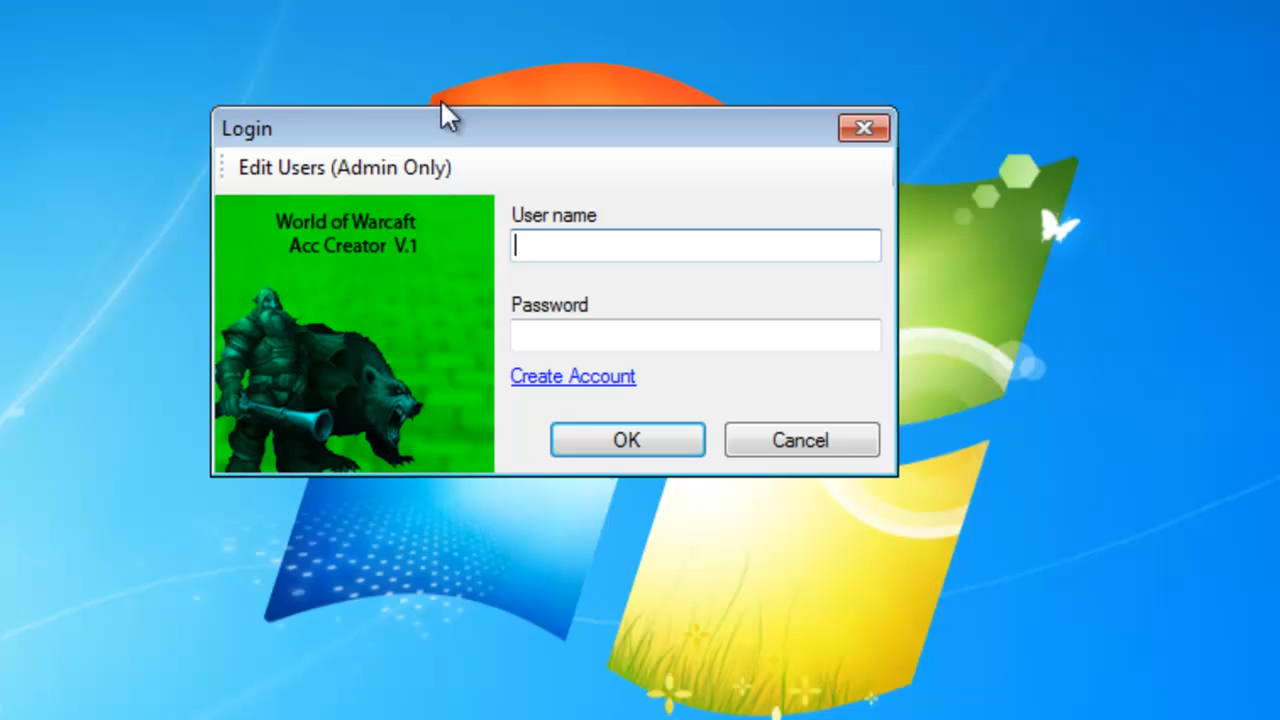 Login
Edit Users (Admin Only)
World of Warcaft
Acc Creator V.1
User name
Password
Create Account
OK
Cancel